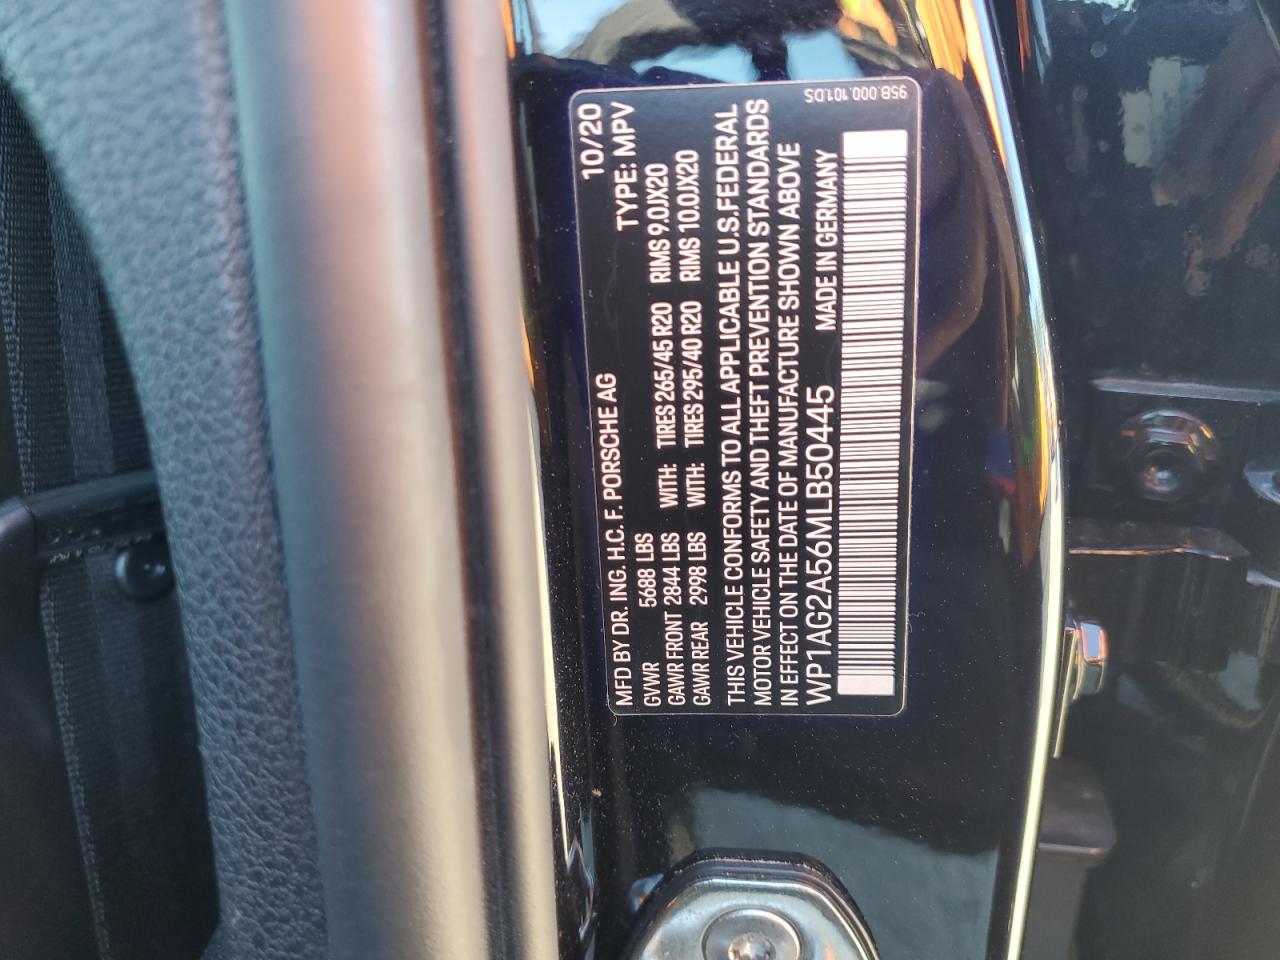 MFD BY DR. ING. H.C. F. PORSCHE AG 10/20
TYPE: MPV
GVWR 5688 LBS
GAWR FRONT 2844 LBS WITH: TIRES 265/45 R20 RIMS 9.0JX20
GAWR REAR 2998 LBS WITH: TIRES 295/40 R20 RIMS 10.0JX20
THIS VEHICLE CONFORMS TO ALL APPLICABLE U.S.FEDERAL
MOTOR VEHICLE SAFETY AND THEFT PREVENTION STANDARDS
IN EFFECT ON THE DATE OF MANUFACTURE SHOWN ABOVE
WP1AG2A56MLB50445 MADE IN GERMANY
95B.000.101.DS